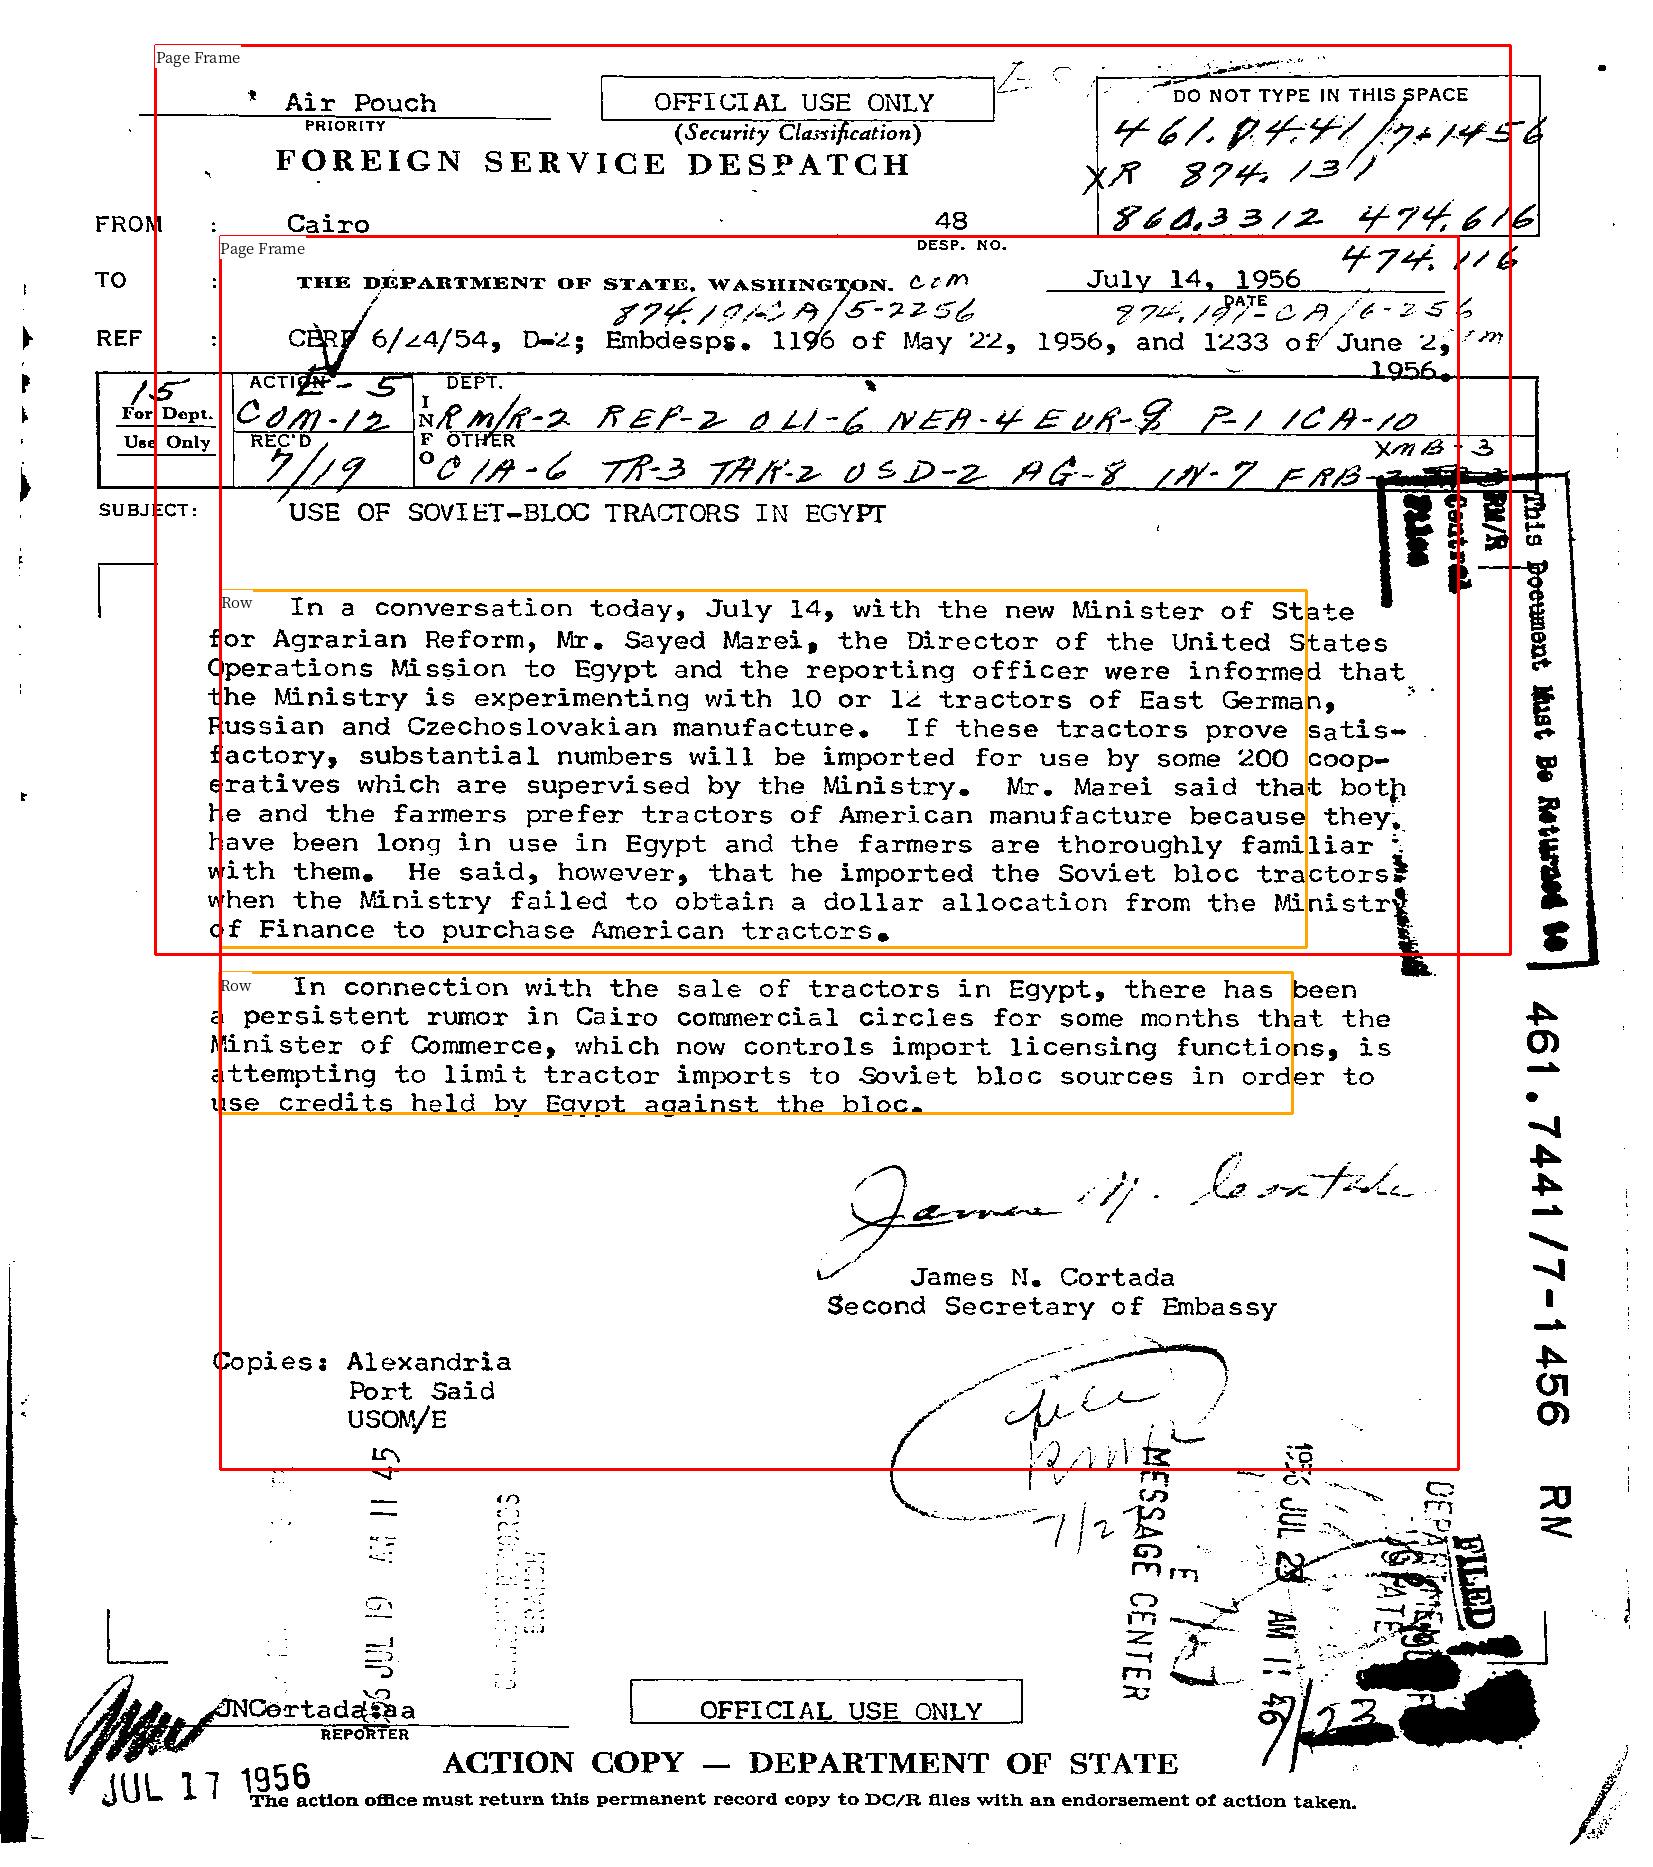 Page Frame
Air Pouch
PRIORITY
OFFICIAL USE ONLY
(Security Classification)
FOREIGN SERVICE DESPATCH
DO NOT TYPE IN THIS SPACE
XR 874.131
474.616
474.116
FROM : Cairo
48
DESP. NO.
Page Frame
TO : THE DEPARTMENT OF STATE, WASHINGTON.
July 14, 1956
DATE
874.191-CA/6-256
REF : CERP 6/24/54, D-2; Embdesps. 1196 of May 22, 1956, and 1233 of June 2,
1956.
15
For Dept.
Use Only
ACTION
E-5
COM-12
REC'D
7/19
INFO
DEPT.
RM/R-2 REP-2 OLI-6 NEA-4 EUR-8 P-1 ICA-10
OTHER
XMB-3
CIA-6 TR-3 TAR-2 OSD-2 AG-8 IN-7 FRB-
SUBJECT: USE OF SOVIET-BLOC TRACTORS IN EGYPT
This Document Must Be Returned to
RM/R
Central
Files
Row
In a conversation today, July 14, with the new Minister of State
for Agrarian Reform, Mr. Sayed Marei, the Director of the United States
Operations Mission to Egypt and the reporting officer were informed that
the Ministry is experimenting with 10 or 12 tractors of East German,
Russian and Czechoslovakian manufacture. If these tractors prove satis-
factory, substantial numbers will be imported for use by some 200 coop-
eratives which are supervised by the Ministry. Mr. Marei said that both
he and the farmers prefer tractors of American manufacture because they
have been long in use in Egypt and the farmers are thoroughly familiar
with them. He said, however, that he imported the Soviet bloc tractors
when the Ministry failed to obtain a dollar allocation from the Ministry
of Finance to purchase American tractors.
Row
In connection with the sale of tractors in Egypt, there has been
a persistent rumor in Cairo commercial circles for some months that the
Minister of Commerce, which now controls import licensing functions, is
attempting to limit tractor imports to Soviet bloc sources in order to
use credits held by Egypt against the bloc.
461.7441/7-1456 RN
James N. Cortada
James N. Cortada
Second Secretary of Embassy
Copies: Alexandria
Port Said
USOM/E
JUL 19 AM 11 45
MESSAGE CENTER
1956 JUL 23 AM 11 46
FILED
7/23
JNCortada:aa
REPORTER
OFFICIAL USE ONLY
ACTION COPY — DEPARTMENT OF STATE
JUL 17 1956
The action office must return this permanent record copy to DC/R files with an endorsement of action taken.